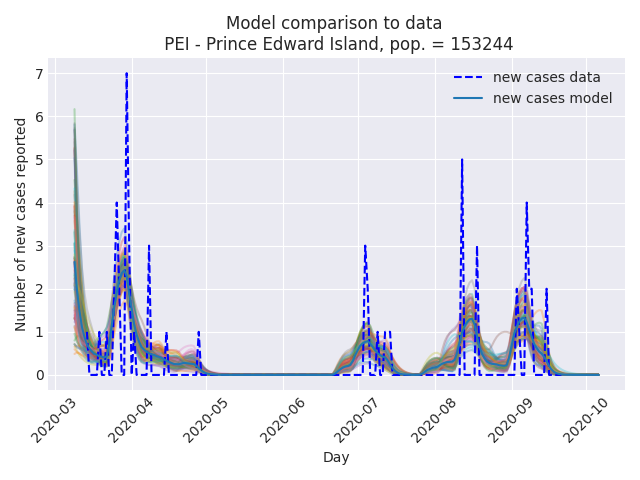 Model comparison to data
PEI - Prince Edward Island, pop. = 153244
new cases data
new cases model
Number of new cases reported
7
6
5
4
3
2
1
0
2020-03
2020-04
2020-05
2020-06
2020-07
2020-08
2020-09
2020-10
Day